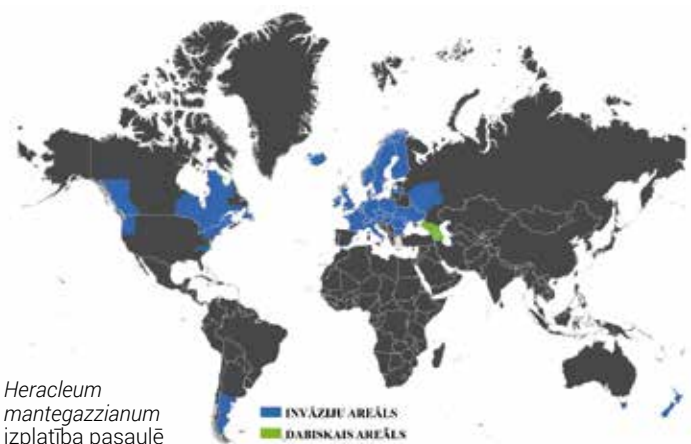 Heracleum
mantegazzianum
izplatība pasaulē
INVĀZIJU AREĀLS
DABISKAIS AREĀLS